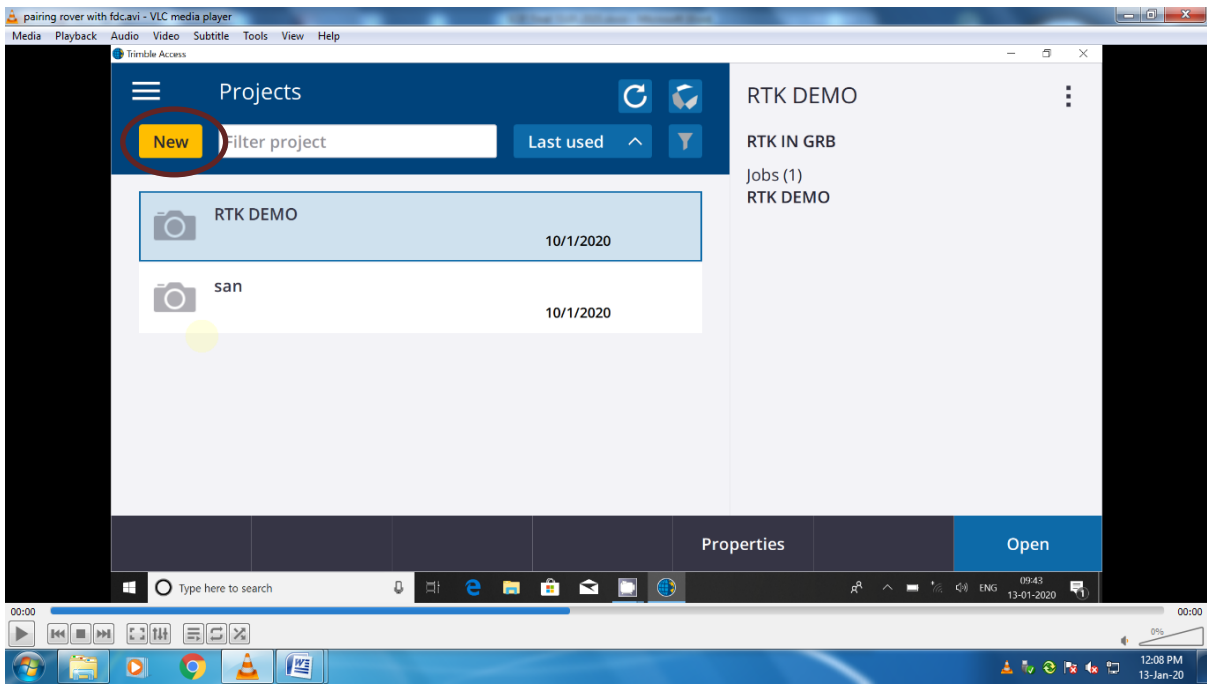 pairing rover with fdc.avi - VLC media player
Media Playback Audio Video Subtitle Tools View Help
Trimble Access
Projects
New
Filter project
Last used
RTK DEMO
10/1/2020
san
10/1/2020
RTK DEMO
RTK IN GRB
Jobs (1)
RTK DEMO
Properties
Open
Type here to search
ENG
09:43
13-01-2020
1
00:00
00:00
0%
12:08 PM
13-Jan-20